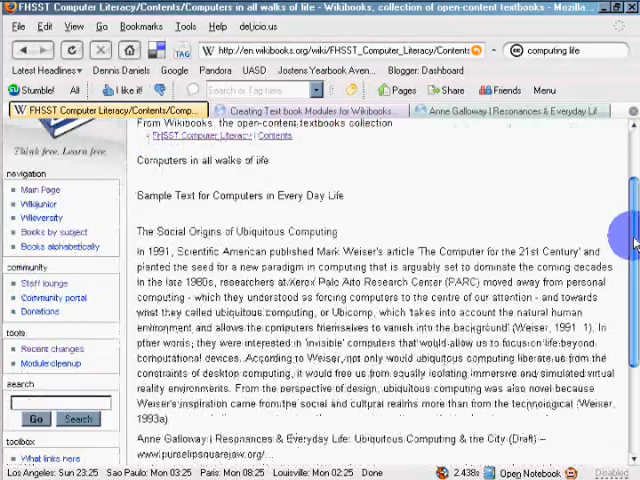 FHSST Computer Literacy/Contents/Computers in all walks of life - Wikibooks, collection of open-content textbooks - Mozilla...
File Edit View Go Bookmarks Tools del.icio.us
TAG http://en.wikibooks.org/wiki/FHSST_Computer_Literacy/Contents computing life
Latest Headlines Dennis Daniels Google Pandora UASD Jostens Yearbook Avenue... Blogger: Dashboard
Stumble! All I like it! Search or Tag here Pages Share Friends Menu
FHSST Computer Literacy/Contents/Comp... Creating Text book Modules for Wikibooks... Anne Galloway | Resonances & Everyday Lif...
Think free. Learn free.
navigation
Main Page
Wikijunior
Wikiversity
Books by subject
Books alphabetically
community
Staff lounge
Community portal
Donations
tools
Recent changes
Module cleanup
search
Go Search
toolbox
What links here
From Wikibooks, the open-content textbooks collection
< FHSST Computer Literacy | Contents
Computers in all walks of life
Sample Text for Computers in Every Day Life
The Social Origins of Ubiquitous Computing
In 1991, Scientific American published Mark Weiser's article 'The Computer for the 21st Century' and
planted the seed for a new paradigm in computing that is arguably set to dominate the coming decades
In the late 1980s, researchers at Xerox Palo Alto Research Center (PARC) moved away from personal
computing - which they understood as forcing computers to the centre of our attention - and towards
what they called ubiquitous computing, or Ubicomp, which 'takes into account the natural human
environment and allows the computers themselves to vanish into the background' (Weiser, 1991: 1). In
other words, they were interested in 'invisible' computers that would allow us to focus on life beyond
computational devices. According to Weiser, not only would ubiquitous computing liberate us from the
constraints of desktop computing, it would free us from equally isolating immersive and simulated virtual
reality environments. From the perspective of design, ubiquitous computing was also novel because
Weiser's inspiration came from the social and cultural realms more than from the technological (Weiser,
1993a)
Anne Galloway | Resonances & Everyday Life: Ubiquitous Computing & the City (Draft) –
www.purselipsquarejaw.org/...
Los Angeles: Sun 23:25 Sao Paulo: Mon 03:25 Paris: Mon 08:25 Louisville: Mon 02:25 Done 2.438s Open Notebook Disabled